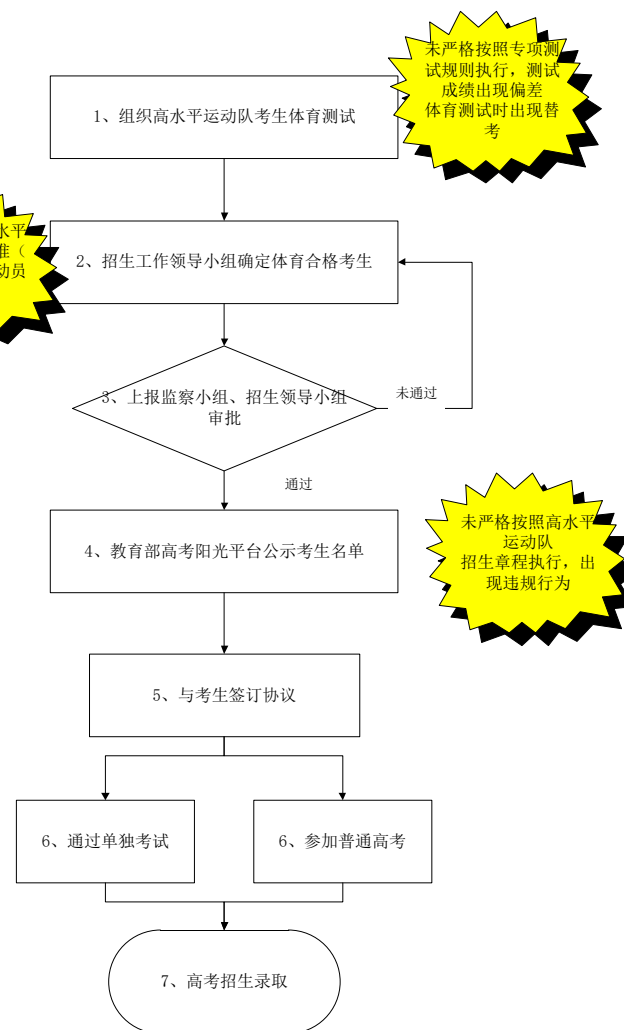 未严格按照专项测
试规则执行，测试
成绩出现偏差
体育测试时出现替
考
1、组织高水平运动队考生体育测试
水平
准（
动员
2、招生工作领导小组确定体育合格考生
3、上报监察小组、招生领导小组
审批
未通过
通过
未严格按照高水平
运动队
招生章程执行，出
现违规行为
4、教育部高考阳光平台公示考生名单
5、与考生签订协议
6、通过单独考试
6、参加普通高考
7、高考招生录取